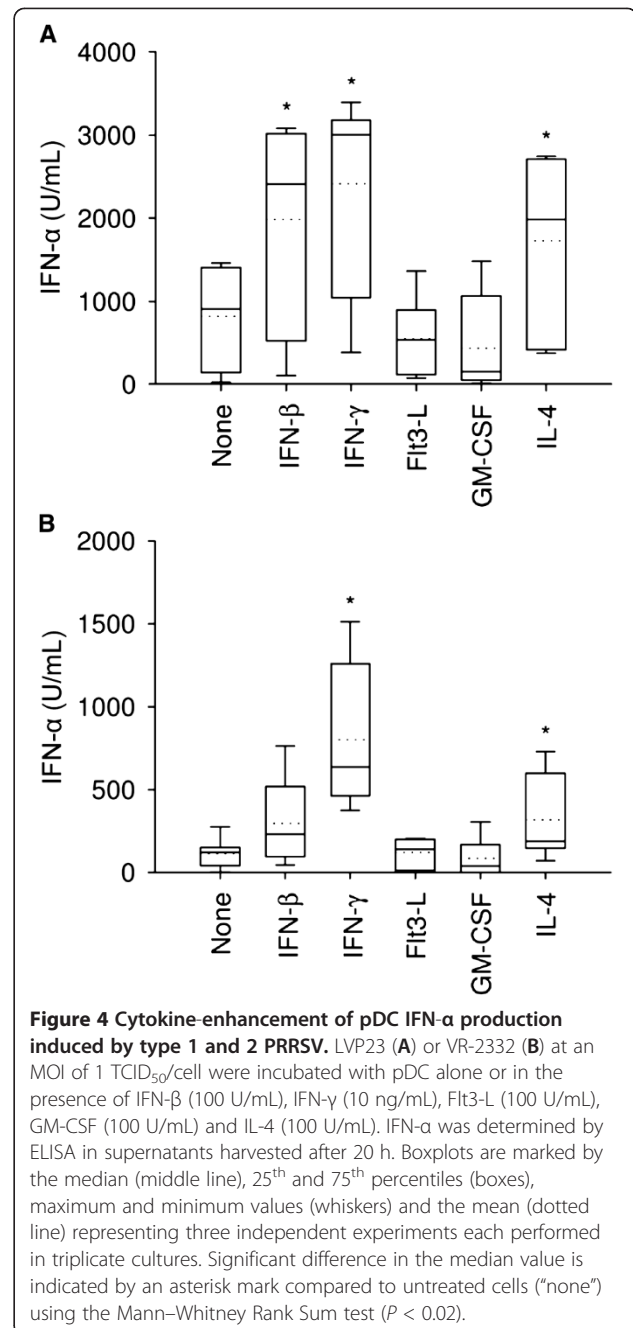 A
4000
3000
2000
1000
0
IFN-α (U/mL)
*
*
*
None
IFN-β
IFN-γ
Flt3-L
GM-CSF
IL-4
B
2000
1500
1000
500
0
IFN-α (U/mL)
*
*
None
IFN-β
IFN-γ
Flt3-L
GM-CSF
IL-4
Figure 4 Cytokine-enhancement of pDC IFN-α production
induced by type 1 and 2 PRRSV. LVP23 (A) or VR-2332 (B) at an
MOI of 1 TCID50/cell were incubated with pDC alone or in the
presence of IFN-β (100 U/mL), IFN-γ (10 ng/mL), Flt3-L (100 U/mL),
GM-CSF (100 U/mL) and IL-4 (100 U/mL). IFN-α was determined by
ELISA in supernatants harvested after 20 h. Boxplots are marked by
the median (middle line), 25th and 75th percentiles (boxes),
maximum and minimum values (whiskers) and the mean (dotted
line) representing three independent experiments each performed
in triplicate cultures. Significant difference in the median value is
indicated by an asterisk mark compared to untreated cells (“none”)
using the Mann–Whitney Rank Sum test (P < 0.02).